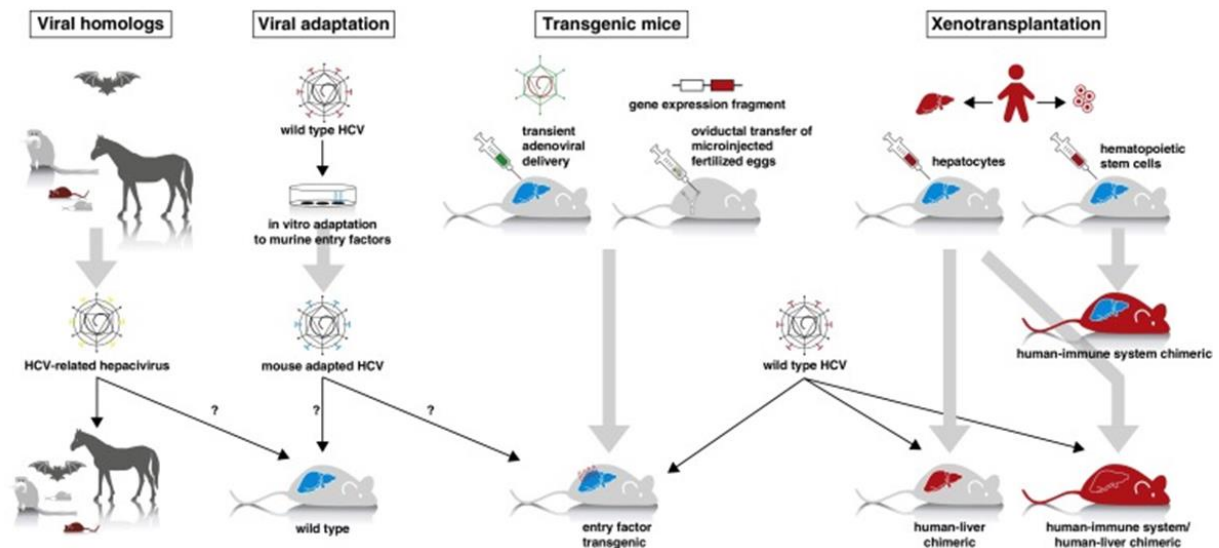 Viral homologs
Viral adaptation
Transgenic mice
Xenotransplantation
wild type HCV
gene expression fragment
transient
adenoviral
delivery
oviductal transfer of
microinjected
fertilized eggs
hepatocytes
hematopoietic
stem cells
in vitro adaptation
to murine entry factors
HCV-related hepacivirus
mouse adapted HCV
wild type HCV
human-immune system chimeric
?
?
?
wild type
entry factor
transgenic
human-liver
chimeric
human-immune system/
human-liver chimeric